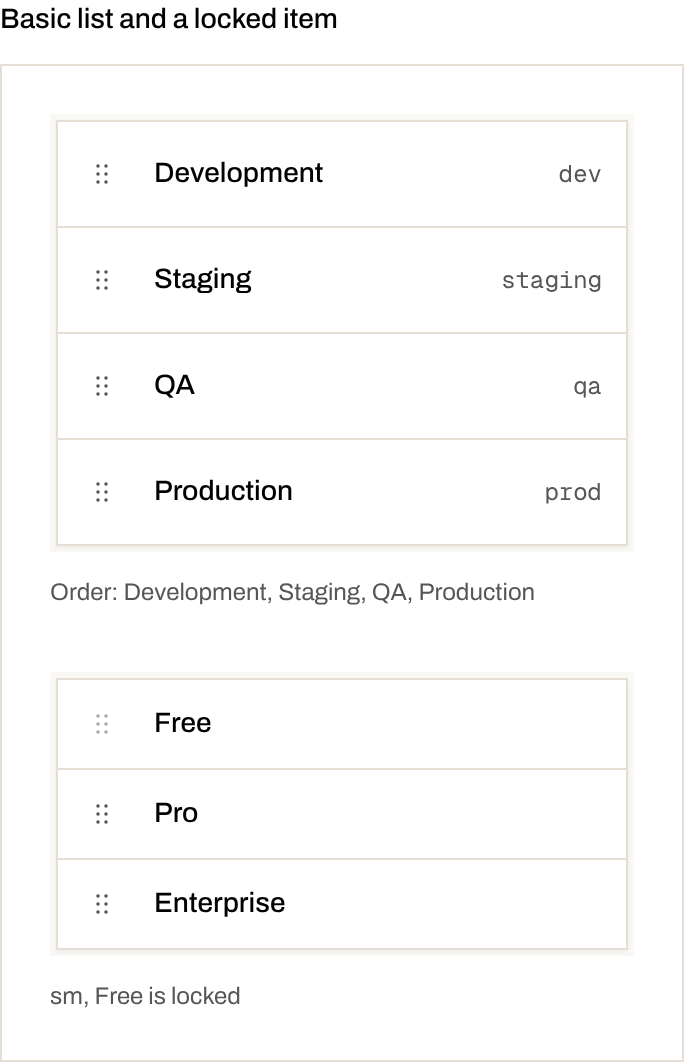 Basic list and a locked item
Development dev
Staging staging
QA qa
Production prod
Order: Development, Staging, QA, Production
Free
Pro
Enterprise
sm, Free is locked